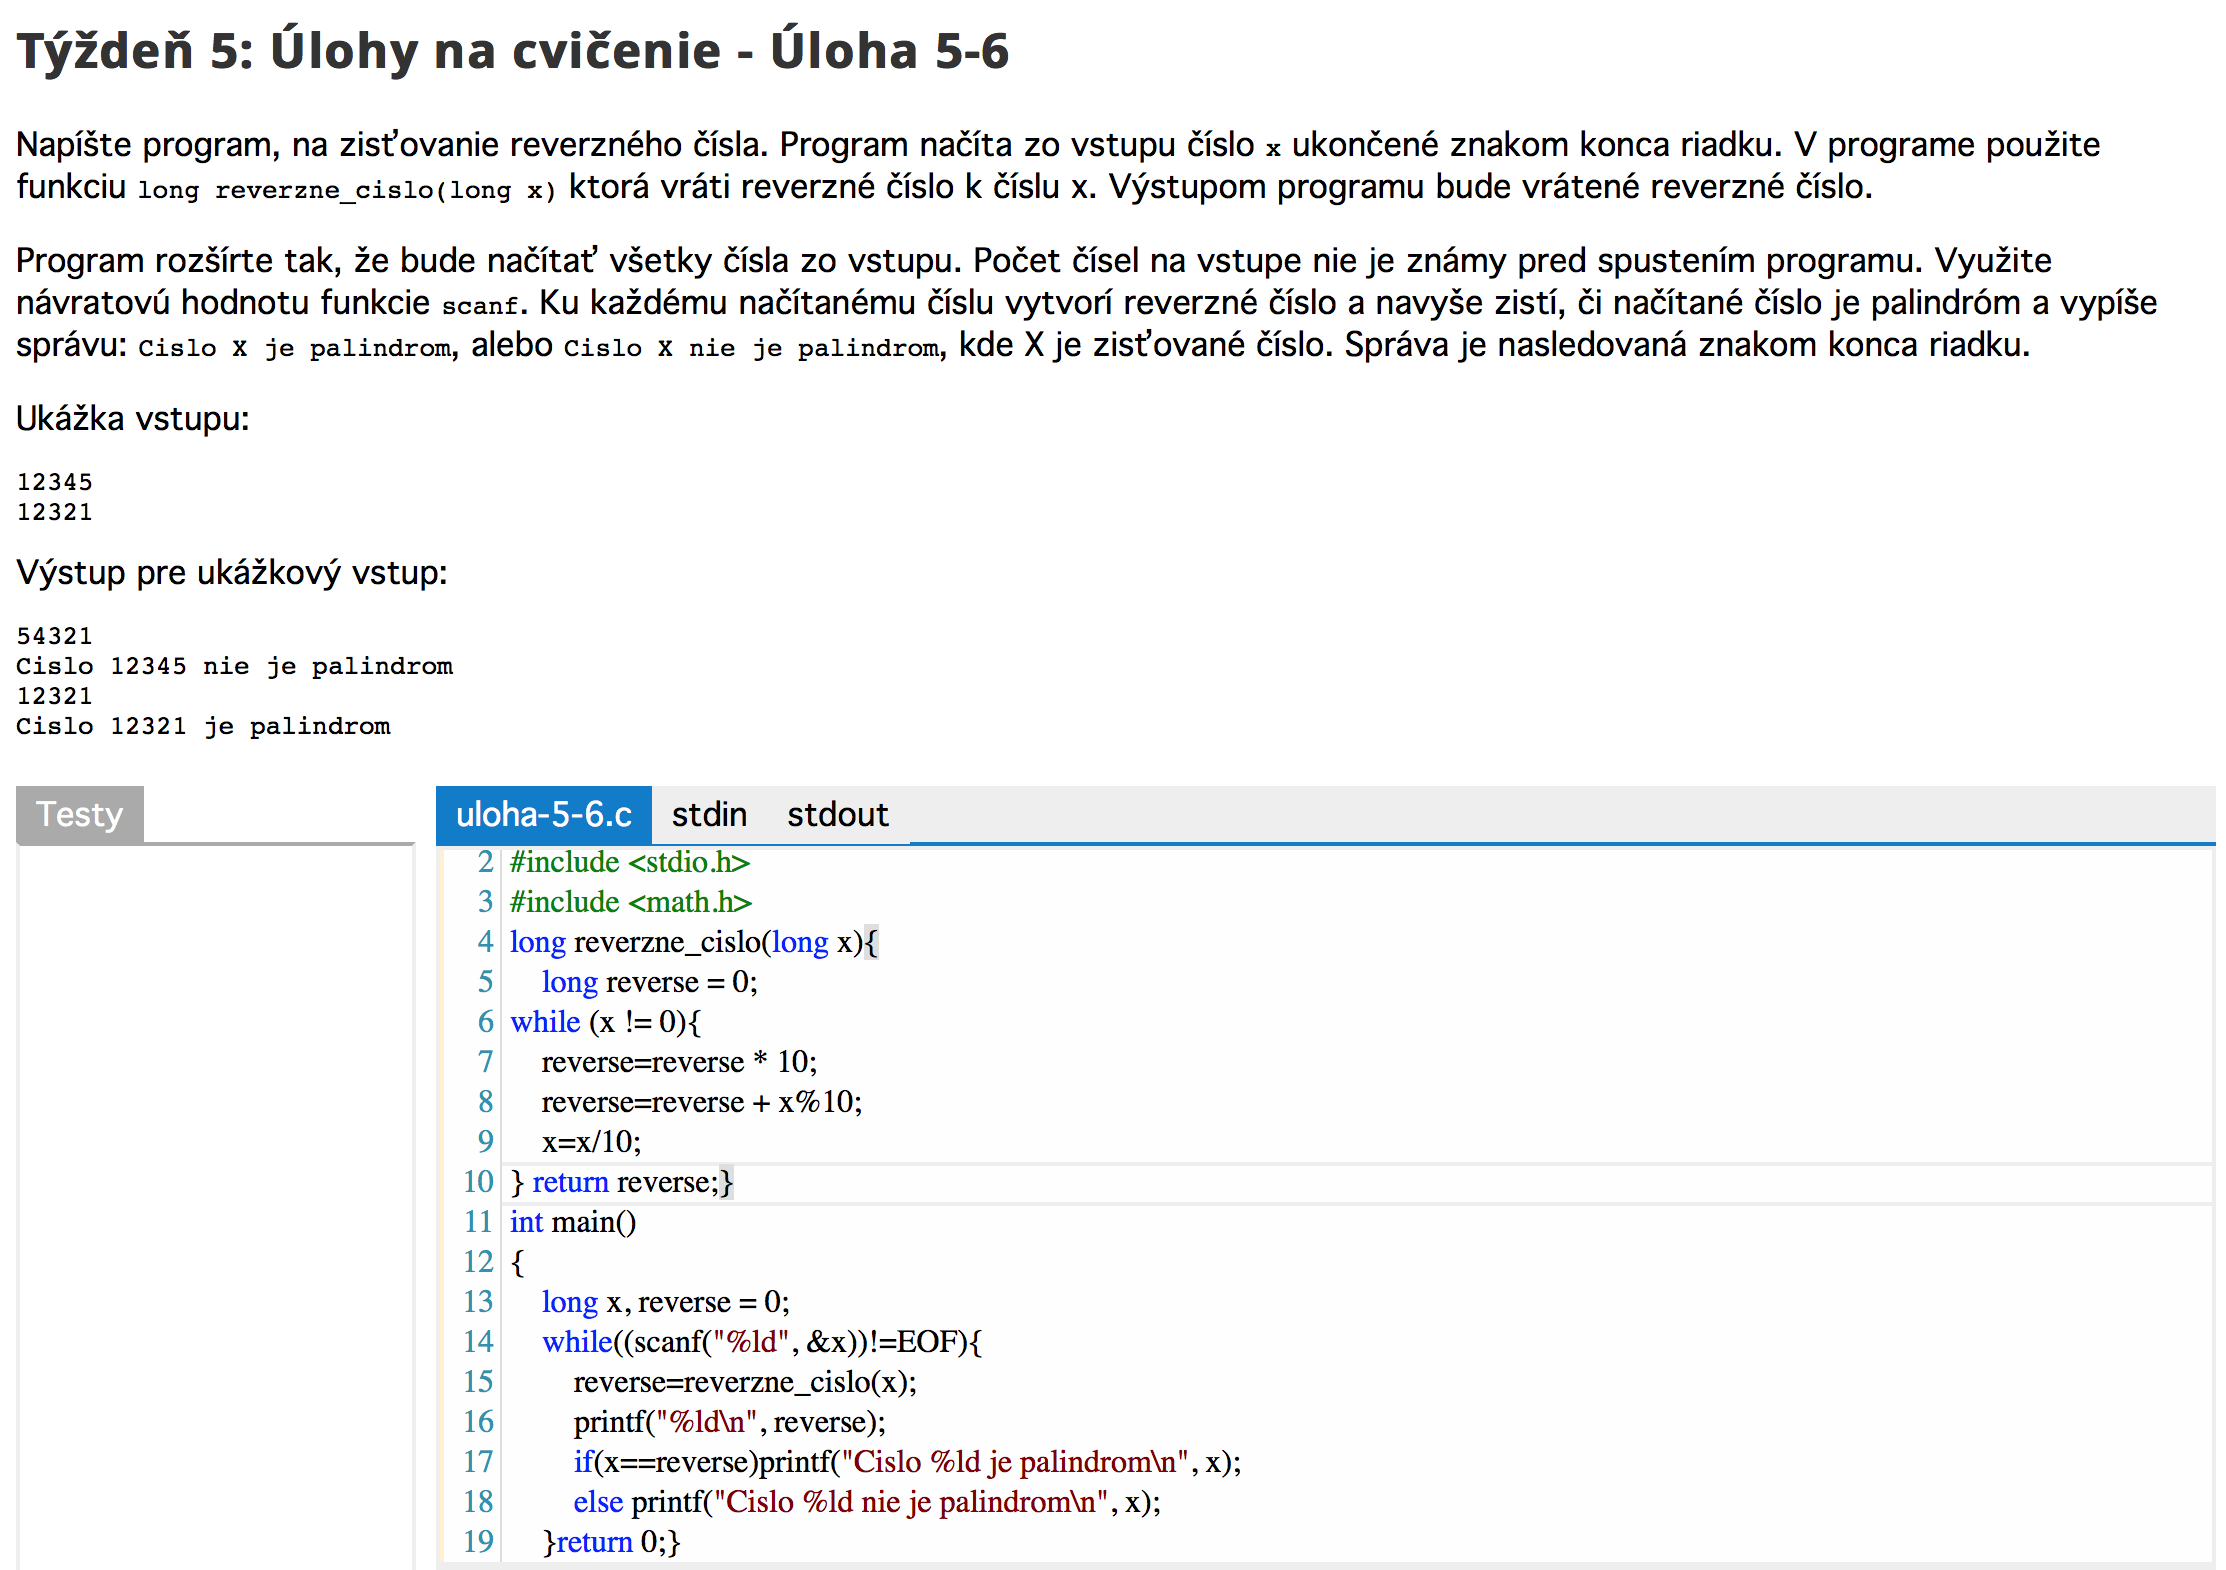 Týždeň 5: Úlohy na cvičenie - Úloha 5-6
Napíšte program, na zisťovanie reverzného čísla. Program načíta zo vstupu číslo x ukončené znakom konca riadku. V programe použite
funkciu long reverzne_cislo(long x) ktorá vráti reverzné číslo k číslu x. Výstupom programu bude vrátené reverzné číslo.
Program rozšírte tak, že bude načítať všetky čísla zo vstupu. Počet čísel na vstupe nie je známy pred spustením programu. Využite
návratovú hodnotu funkcie scanf. Ku každému načítanému číslu vytvorí reverzné číslo a navyše zistí, či načítané číslo je palindróm a vypíše
správu: Cislo X je palindrom, alebo Cislo X nie je palindrom, kde X je zisťované číslo. Správa je nasledovaná znakom konca riadku.
Ukážka vstupu:
12345
12321
Výstup pre ukážkový vstup:
54321
Cislo 12345 nie je palindrom
12321
Cislo 12321 je palindrom
Testy
uloha-5-6.c stdin stdout
2 #include <stdio.h>
3 #include <math.h>
4 long reverzne_cislo(long x){
5 long reverse = 0;
6 while (x != 0){
7 reverse=reverse * 10;
8 reverse=reverse + x%10;
9 x=x/10;
10 } return reverse;}
11 int main()
12 {
13 long x, reverse = 0;
14 while((scanf("%ld", &x))!=EOF){
15 reverse=reverzne_cislo(x);
16 printf("%ld\n", reverse);
17 if(x==reverse)printf("Cislo %ld je palindrom\n", x);
18 else printf("Cislo %ld nie je palindrom\n", x);
19 }return 0;}